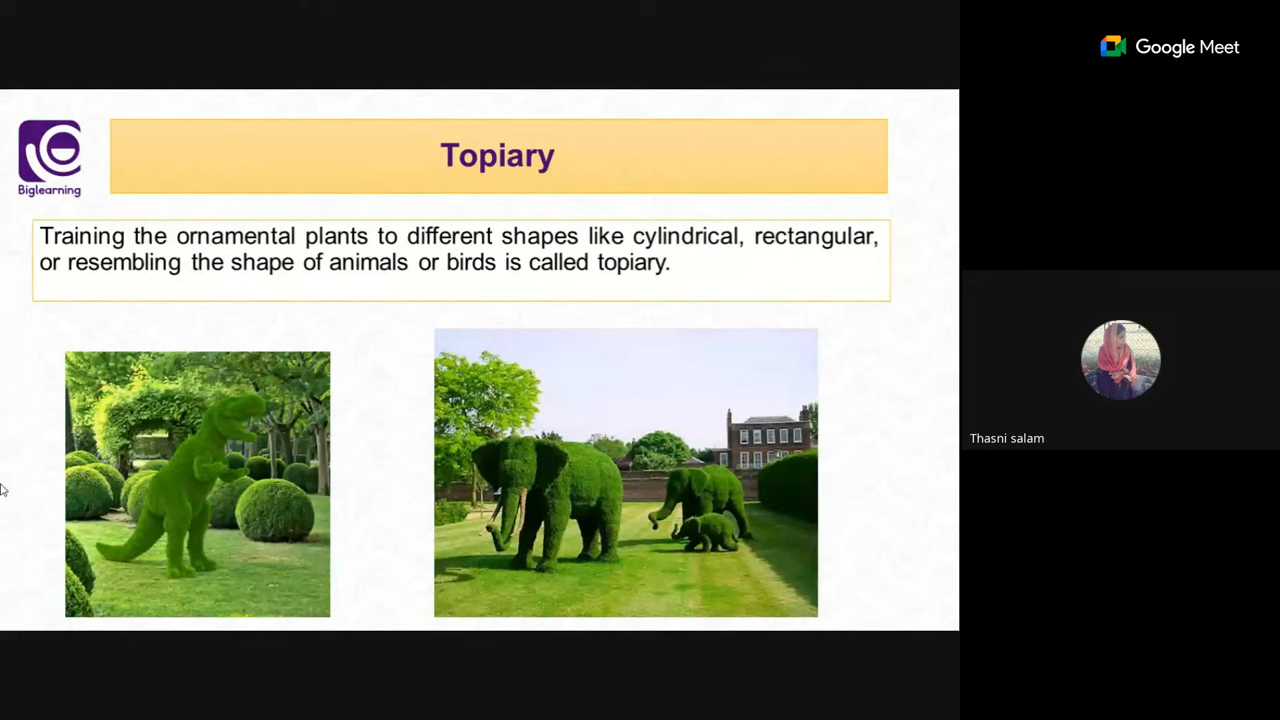 Google Meet
Biglearning
Topiary
Training the ornamental plants to different shapes like cylindrical, rectangular,
or resembling the shape of animals or birds is called topiary.
Thasni salam